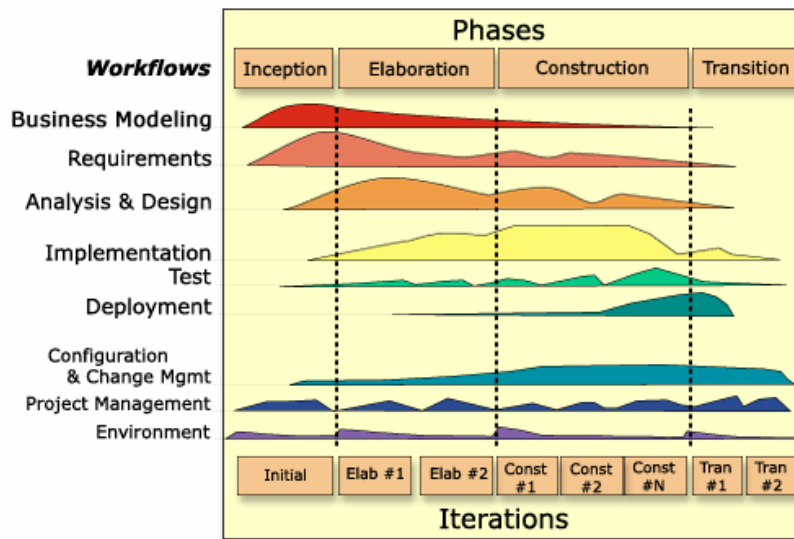 Phases
Workflows
Inception
Elaboration
Construction
Transition
Business Modeling
Requirements
Analysis & Design
Implementation
Test
Deployment
Configuration
& Change Mgmt
Project Management
Environment
Initial
Elab #1
Elab #2
Const
#1
Const
#2
Const
#N
Tran
#1
Tran
#2
Iterations